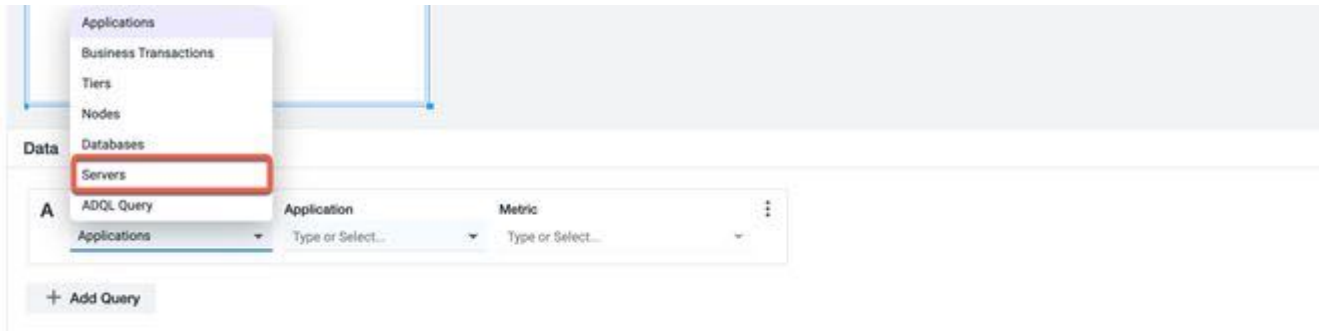 Applications
Business Transactions
Tiers
Nodes
Databases
Data
Servers
ADQL Query
A
Application
Metric
Applications
Type or Select...
Type or Select...
+ Add Query